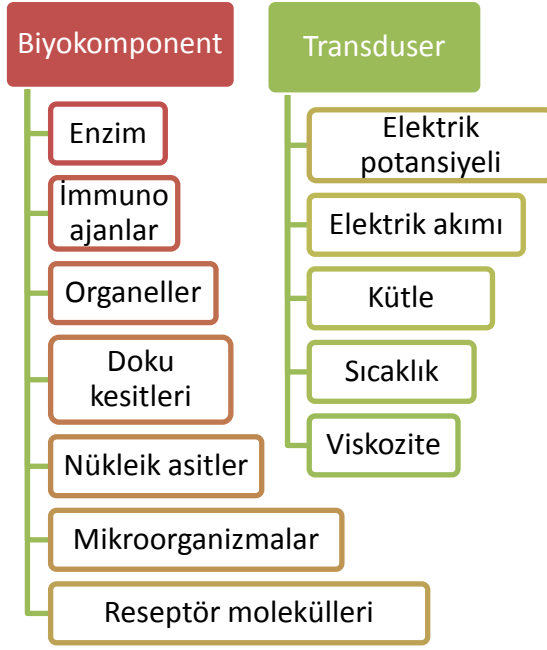 Biyokomponent
Enzim
İmmuno
ajanlar
Organeller
Doku
kesitleri
Nükleik asitler
Mikroorganizmalar
Reseptör molekülleri
Transduser
Elektrik
potansiyeli
Elektrik akımı
Kütle
Sıcaklık
Viskozite